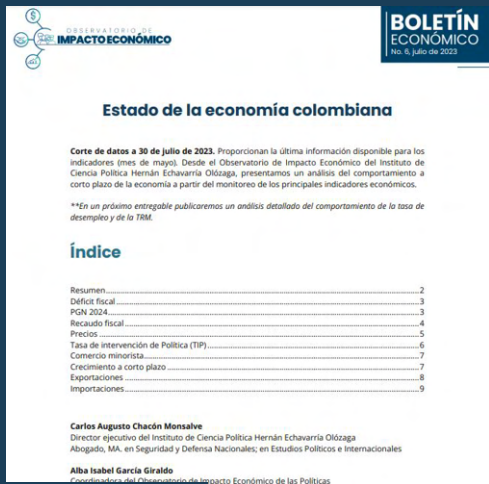 OBSERVATORIO DE
IMPACTO ECONÓMICO
BOLETÍN
ECONÓMICO
No. 6, julio de 2023
Estado de la economía colombiana
Corte de datos a 30 de julio de 2023. Proporcionan la última información disponible para los
indicadores (mes de mayo). Desde el Observatorio de Impacto Económico del Instituto de
Ciencia Política Hernán Echavarría Olózaga, presentamos un análisis del comportamiento a
corto plazo de la economía a partir del monitoreo de los principales indicadores económicos.
**En un próximo entregable publicaremos un análisis detallado del comportamiento de la tasa de
desempleo y de la TRM.
Índice
Resumen 2
Déficit fiscal 3
PGN 2024 3
Recaudo fiscal 4
Precios 5
Tasa de intervención de Política (TIP) 6
Comercio minorista 7
Crecimiento a corto plazo 7
Exportaciones 8
Importaciones 9
Carlos Augusto Chacón Monsalve
Director ejecutivo del Instituto de Ciencia Política Hernán Echavarría Olózaga
Abogado, MA. en Seguridad y Defensa Nacionales; en Estudios Políticos e Internacionales
Alba Isabel García Giraldo
Coordinadora del Observatorio de Impacto Económico de las Políticas